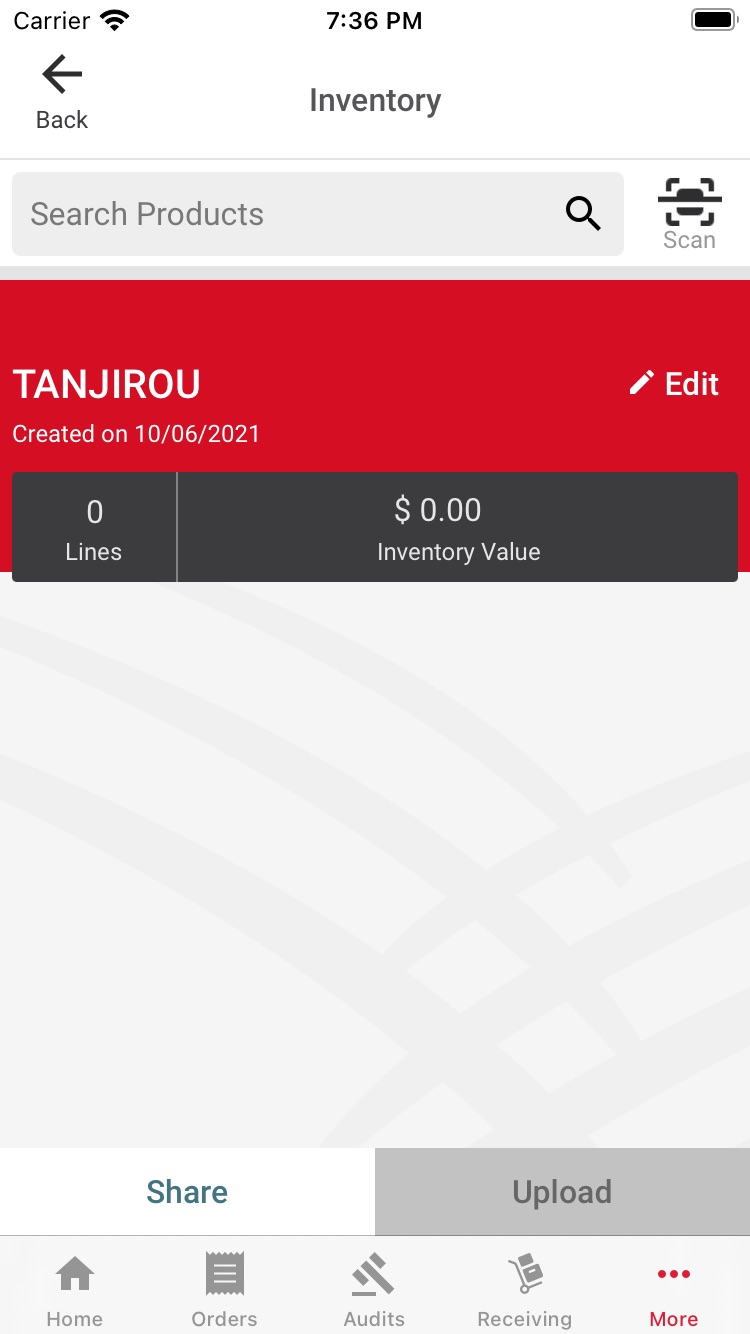 Carrier 7:36 PM
Back
Inventory
Search Products
Scan
TANJIROU
Edit
Created on 10/06/2021
0
$ 0.00
Lines
Inventory Value
Share
Upload
Home
Orders
Audits
Receiving
More